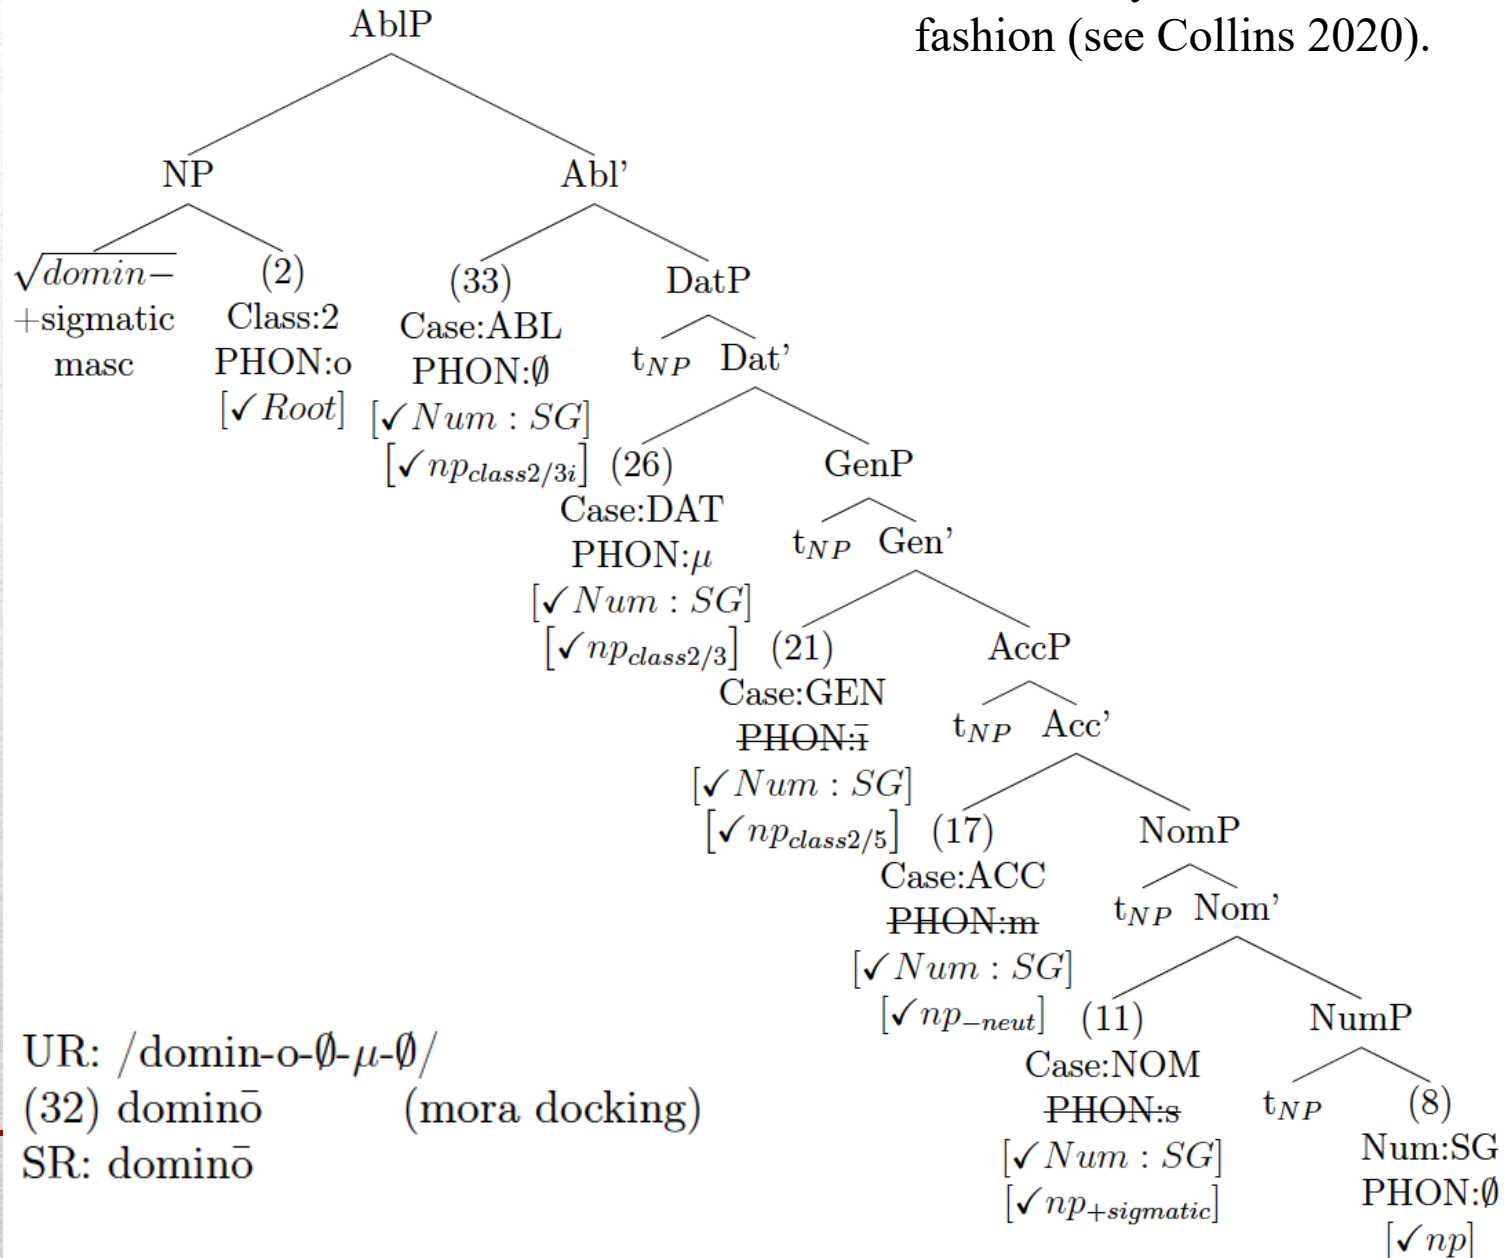 fashion (see Collins 2020).
AblP
NP Abl’
√domin− (2) (33) DatP
+sigmatic Class:2 Case:ABL
masc PHON:o PHON:∅ t_NP Dat’
[✓Root] [✓Num : SG]
[✓np_class2/3i] (26) GenP
Case:DAT
PHON:μ t_NP Gen’
[✓Num : SG]
[✓np_class2/3] (21) AccP
Case:GEN
PHON:ī t_NP Acc’
[✓Num : SG]
[✓np_class2/5] (17) NomP
Case:ACC
PHON:m t_NP Nom’
[✓Num : SG]
[✓np_−neut] (11) NumP
Case:NOM
PHON:s t_NP (8)
[✓Num : SG] Num:SG
[✓np_+sigmatic] PHON:∅
[✓np]
UR: /domin-o-∅-μ-∅/
(32) dominō (mora docking)
SR: dominō